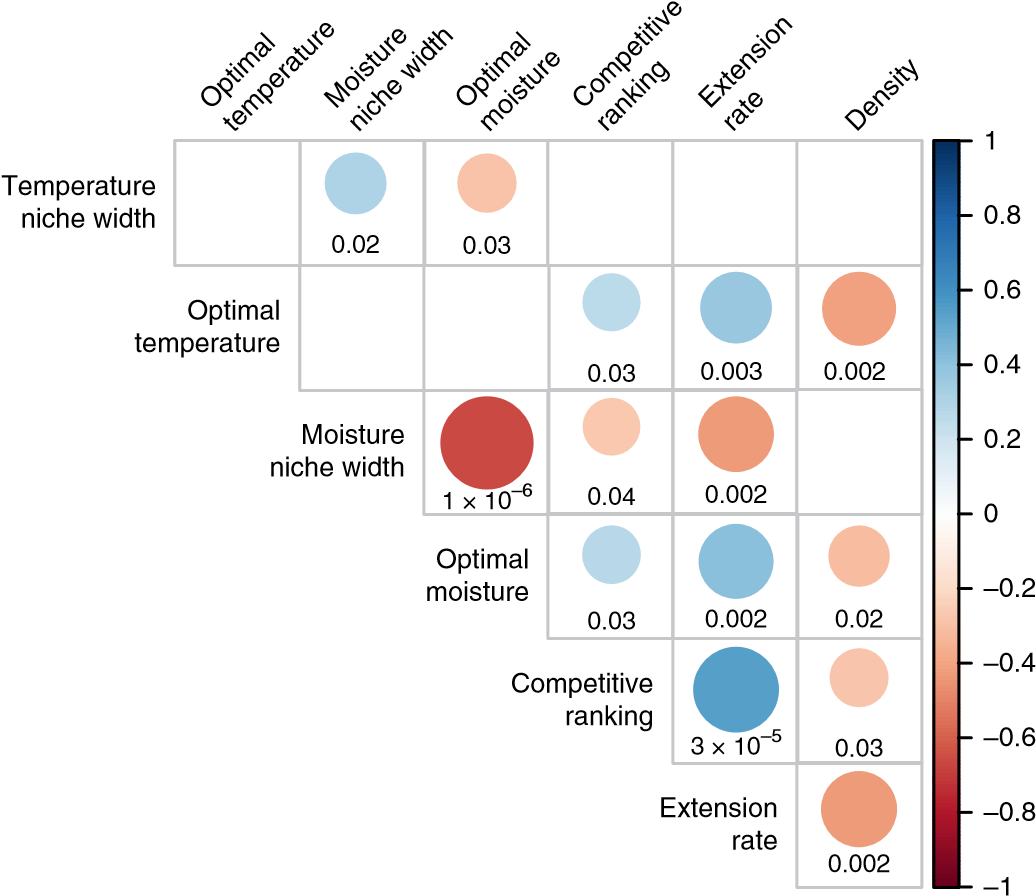 Optimal
temperature
Moisture
niche width
Optimal
moisture
Competitive
ranking
Extension
rate
Density
Temperature
niche width
0.02
0.03
Optimal
temperature
0.03
0.003
0.002
Moisture
niche width
1 × 10⁻⁶
0.04
0.002
Optimal
moisture
0.03
0.002
0.02
Competitive
ranking
3 × 10⁻⁵
0.03
Extension
rate
0.002
1
0.8
0.6
0.4
0.2
0
−0.2
−0.4
−0.6
−0.8
−1